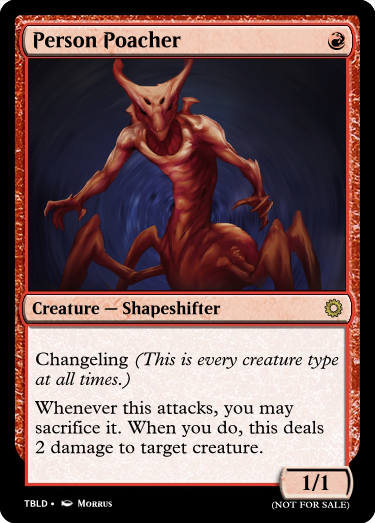 Person Poacher
Creature — Shapeshifter
Changeling (This is every creature type
at all times.)
Whenever this attacks, you may
sacrifice it. When you do, this deals
2 damage to target creature.
1/1
TBLD • Morrus
(NOT FOR SALE)